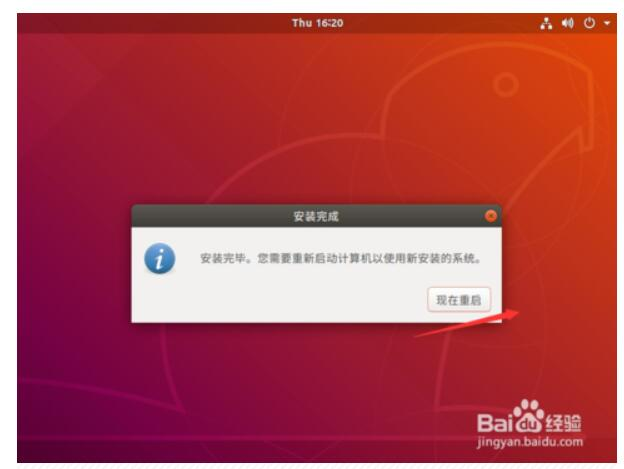 Thu 16:20
安装完成
安装完毕。您需要重新启动计算机以使用新安装的系统。
现在重启
Bai du 经验
jingyan.baidu.com